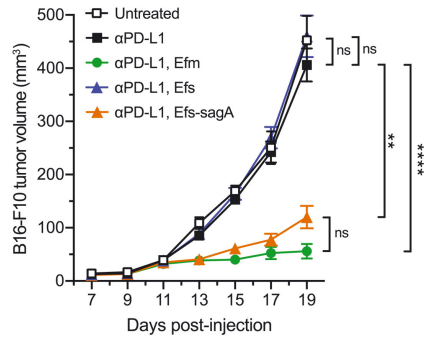 Untreated
αPD-L1
αPD-L1, Efm
αPD-L1, Efs
αPD-L1, Efs-sagA
B16-F10 tumor volume (mm³)
500
400
300
200
100
0
7 9 11 13 15 17 19
Days post-injection
ns
ns
**
****
ns